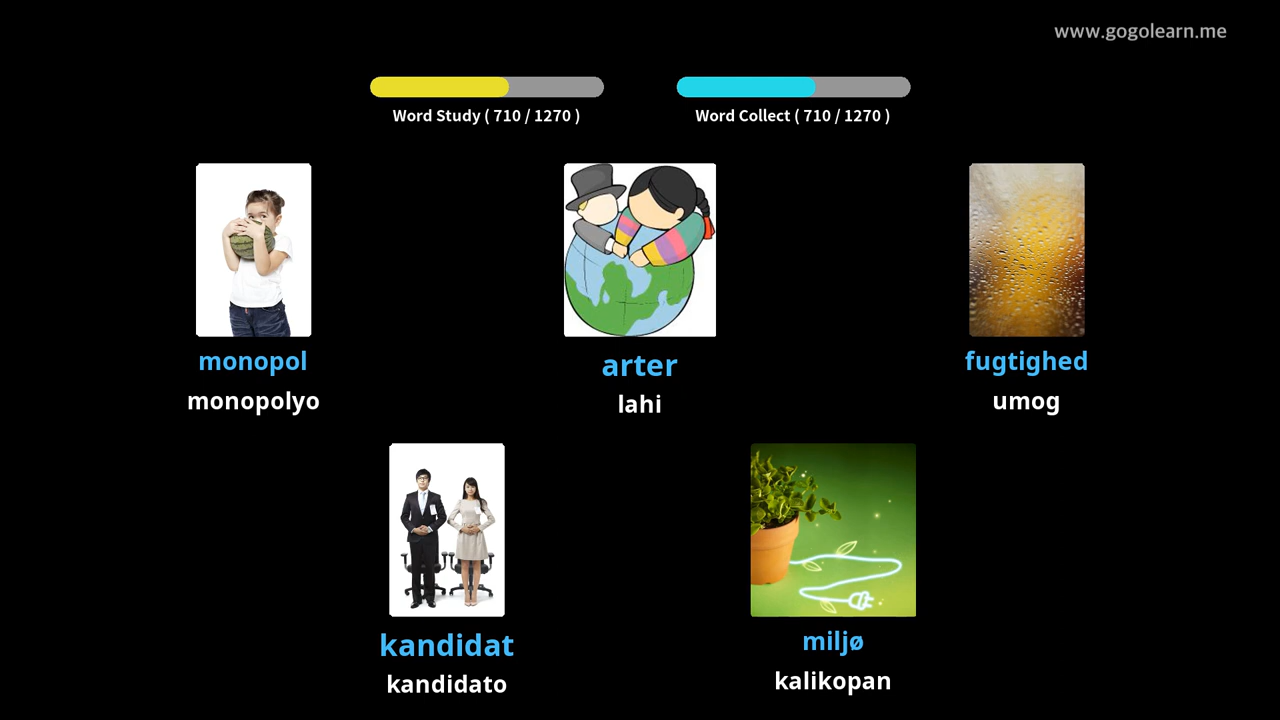 www.gogolearn.me
Word Study ( 710 / 1270 )
Word Collect ( 710 / 1270 )
monopol
monopolyo
arter
lahi
fugtighed
umog
kandidat
kandidato
miljø
kalikopan